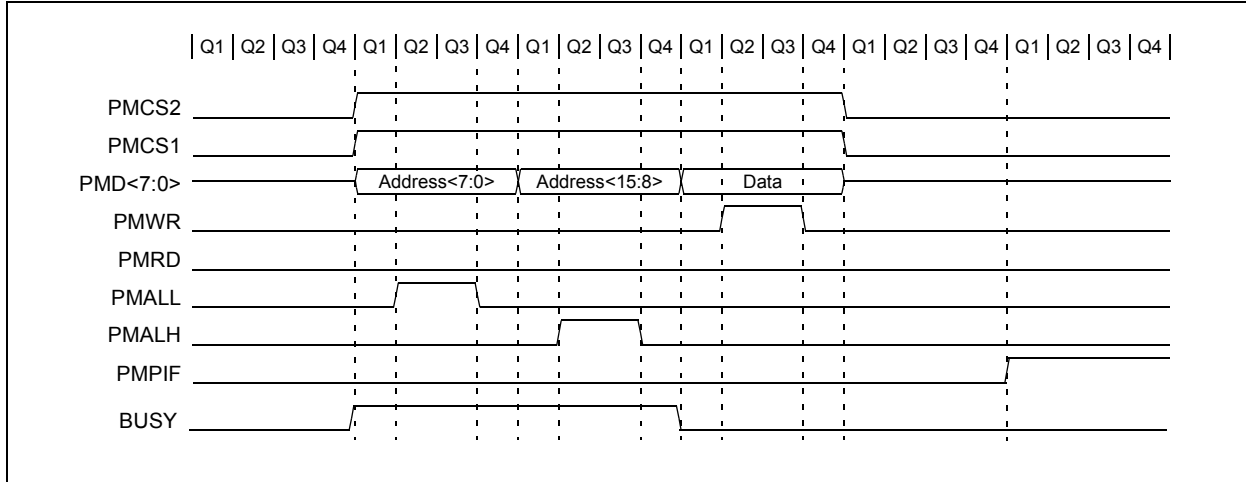 Q1 Q2 Q3 Q4 Q1 Q2 Q3 Q4 Q1 Q2 Q3 Q4 Q1 Q2 Q3 Q4 Q1 Q2 Q3 Q4 Q1 Q2 Q3 Q4
PMCS2
PMCS1
PMD<7:0> Address<7:0> Address<15:8> Data
PMWR
PMRD
PMALL
PMALH
PMPIF
BUSY